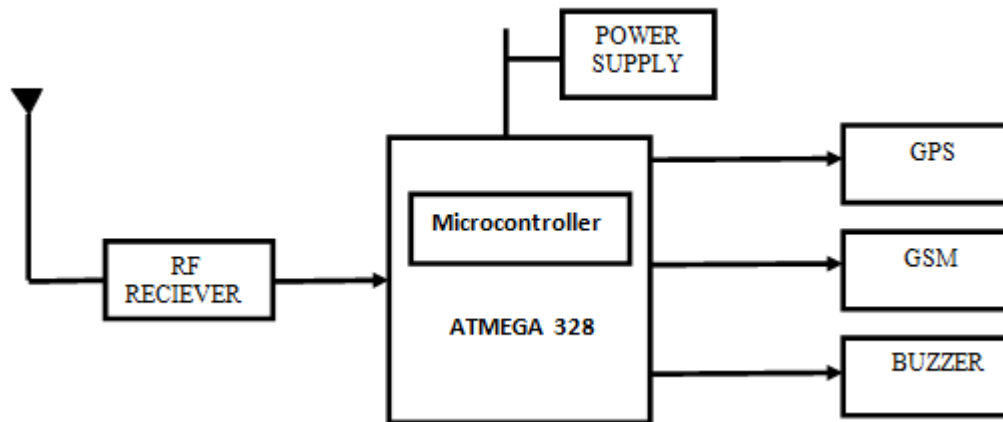 POWER
SUPPLY
GPS
Microcontroller
RF
RECIEVER
GSM
ATMEGA 328
BUZZER